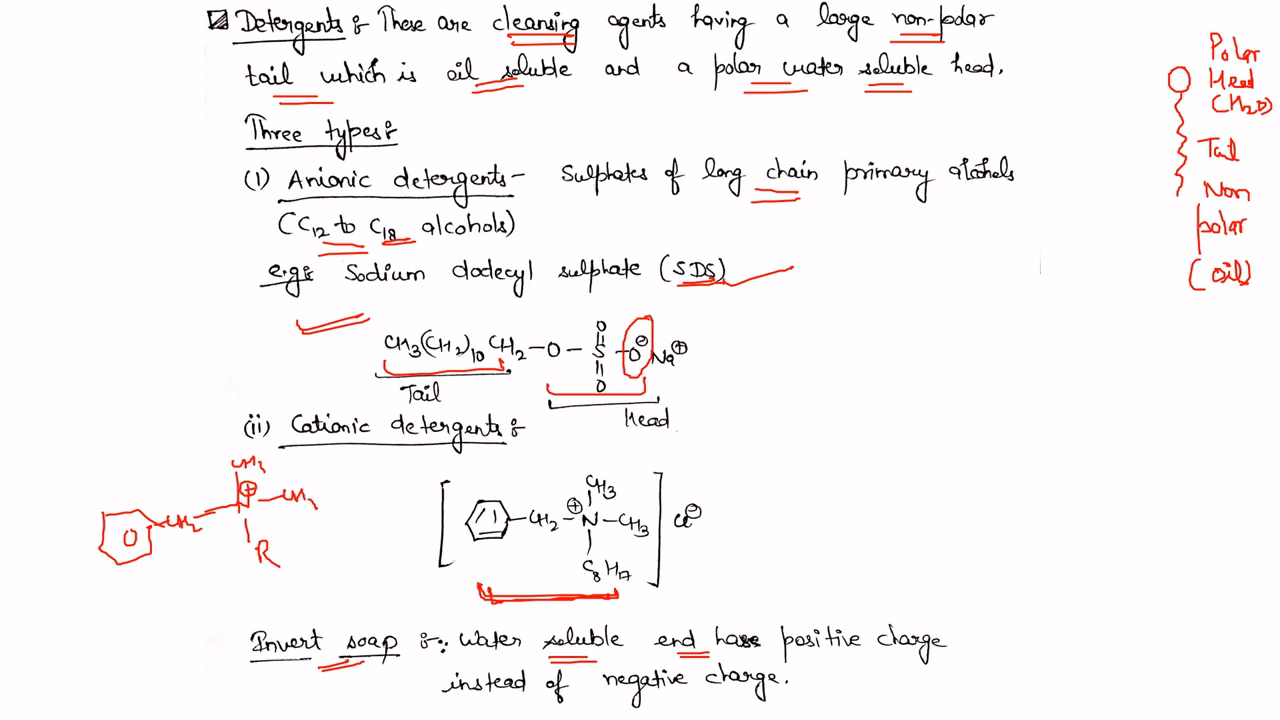 Detergents :- These are cleansing agents having a large non-polar
tail which is oil soluble and a polar water soluble head.
Three types :-
(i) Anionic detergents - Sulphates of long chain primary alcohols
(C12 to C18 alcohols)
e.g :- Sodium dodecyl sulphate (SDS)
CH3(CH2)10 CH2 - O - S - O⊖ Na⊕
O
O
Tail
Head
(ii) Cationic detergents :-
CH3
CH2 - N⊕ - CH3
C8H17
Cl⊖
Invert soap :- ∵ Water soluble end has positive charge
instead of negative charge.
Polar
Head
(H2O)
Tail
Non
polar
(oil)
CH3
CH2 N⊕ CH3
R